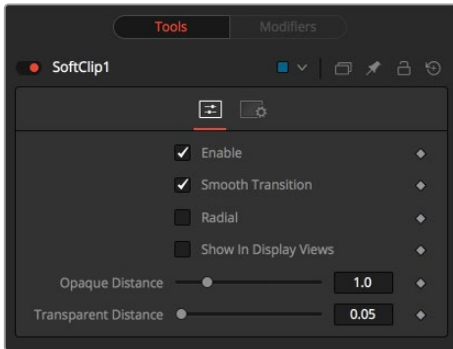 Tools Modifiers
SoftClip1
Enable
Smooth Transition
Radial
Show In Display Views
Opaque Distance 1.0
Transparent Distance 0.05